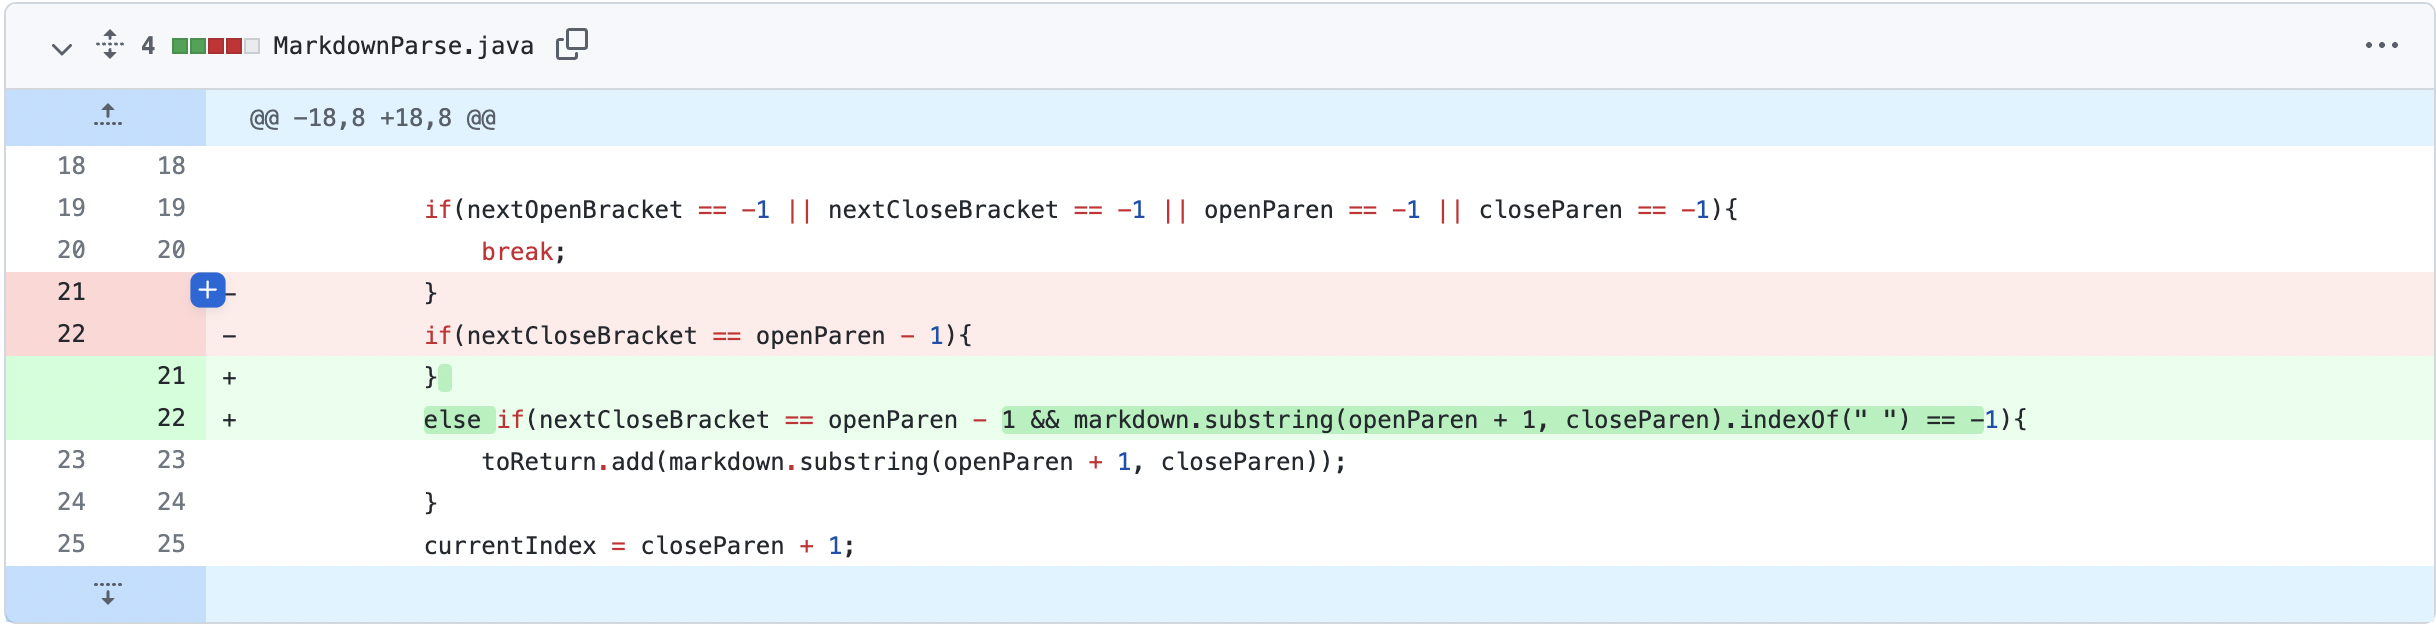 4 MarkdownParse.java
@@ -18,8 +18,8 @@
18 18
19 19 if(nextOpenBracket == -1 || nextCloseBracket == -1 || openParen == -1 || closeParen == -1){
20 20 break;
21 - }
22 - if(nextCloseBracket == openParen - 1){
21 + }
22 + else if(nextCloseBracket == openParen - 1 && markdown.substring(openParen + 1, closeParen).indexOf(" ") == -1){
23 23 toReturn.add(markdown.substring(openParen + 1, closeParen));
24 24 }
25 25 currentIndex = closeParen + 1;